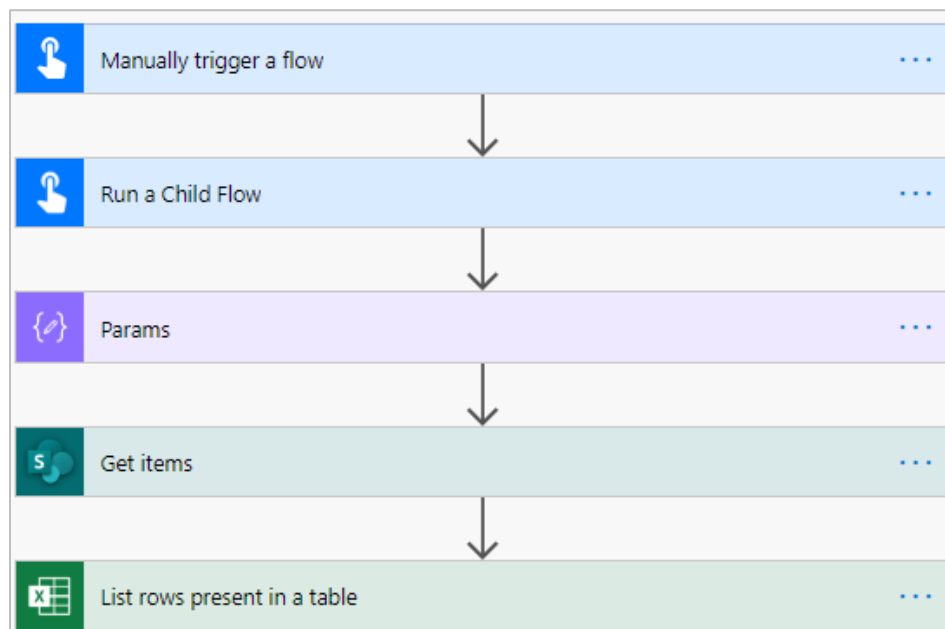 Manually trigger a flow
Run a Child Flow
Params
S
Get items
X
List rows present in a table